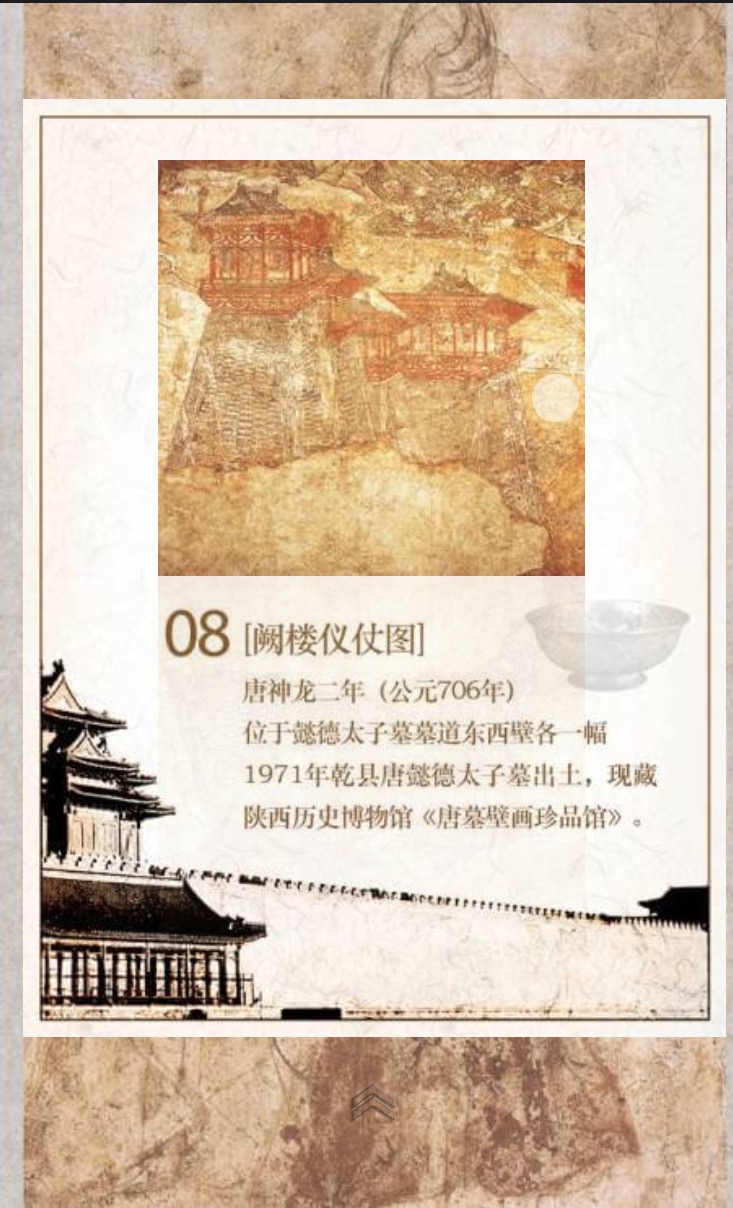 08 [阙楼仪仗图]
唐神龙二年（公元706年）
位于懿德太子墓墓道东西壁各一幅
1971年乾县唐懿德太子墓出土，现藏
陕西历史博物馆《唐墓壁画珍品馆》。